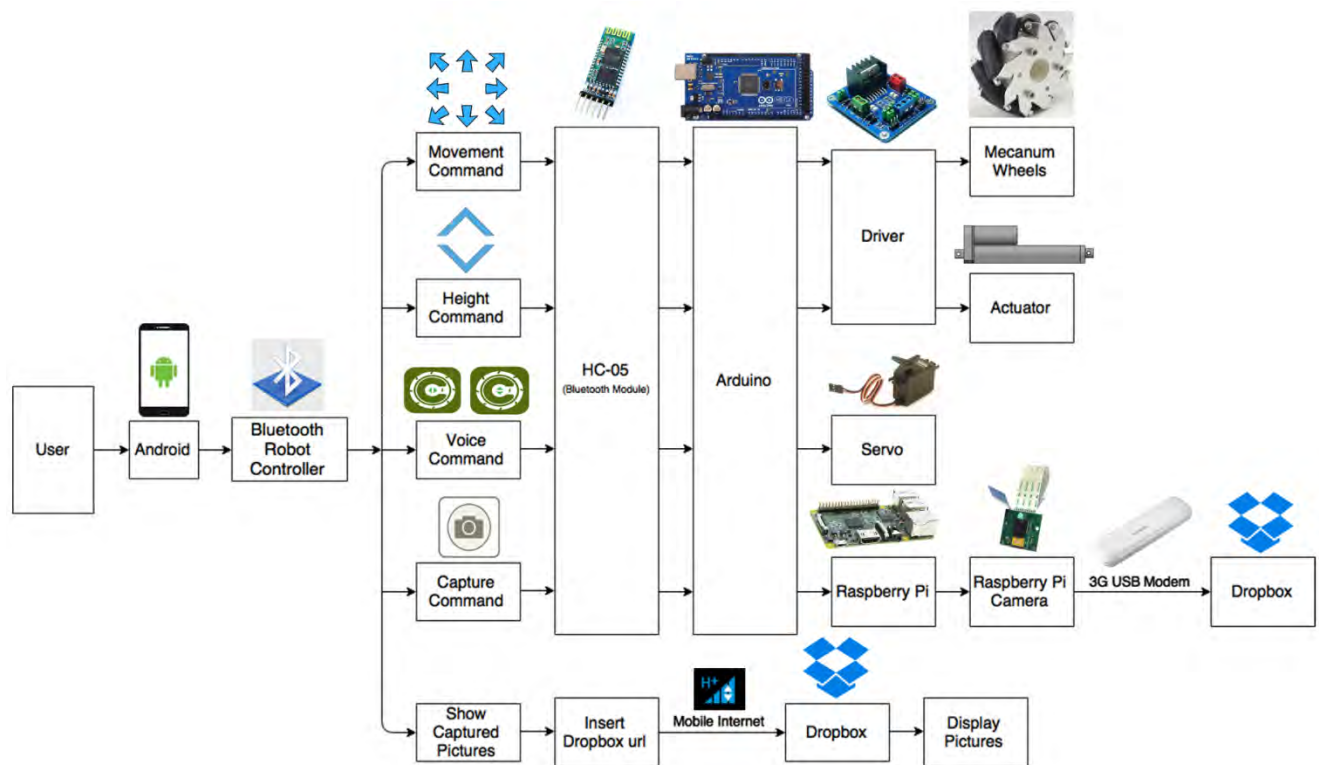 Movement
Command
Mecanum
Wheels
Driver
Height
Command
Actuator
HC-05
(Bluetooth Module)
Arduino
User
Android
Bluetooth
Robot
Controller
Voice
Command
Servo
Capture
Command
Raspberry Pi
Raspberry Pi
Camera
3G USB Modem
Dropbox
Show
Captured
Pictures
Insert
Dropbox url
H+
Mobile Internet
Dropbox
Display
Pictures